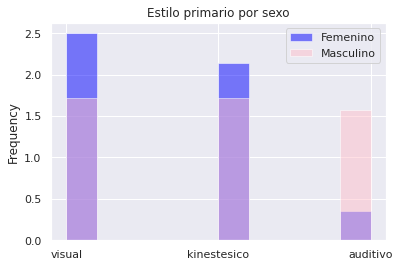 Estilo primario por sexo
Femenino
Masculino
Frequency
2.5
2.0
1.5
1.0
0.5
0.0
visual
kinestesico
auditivo